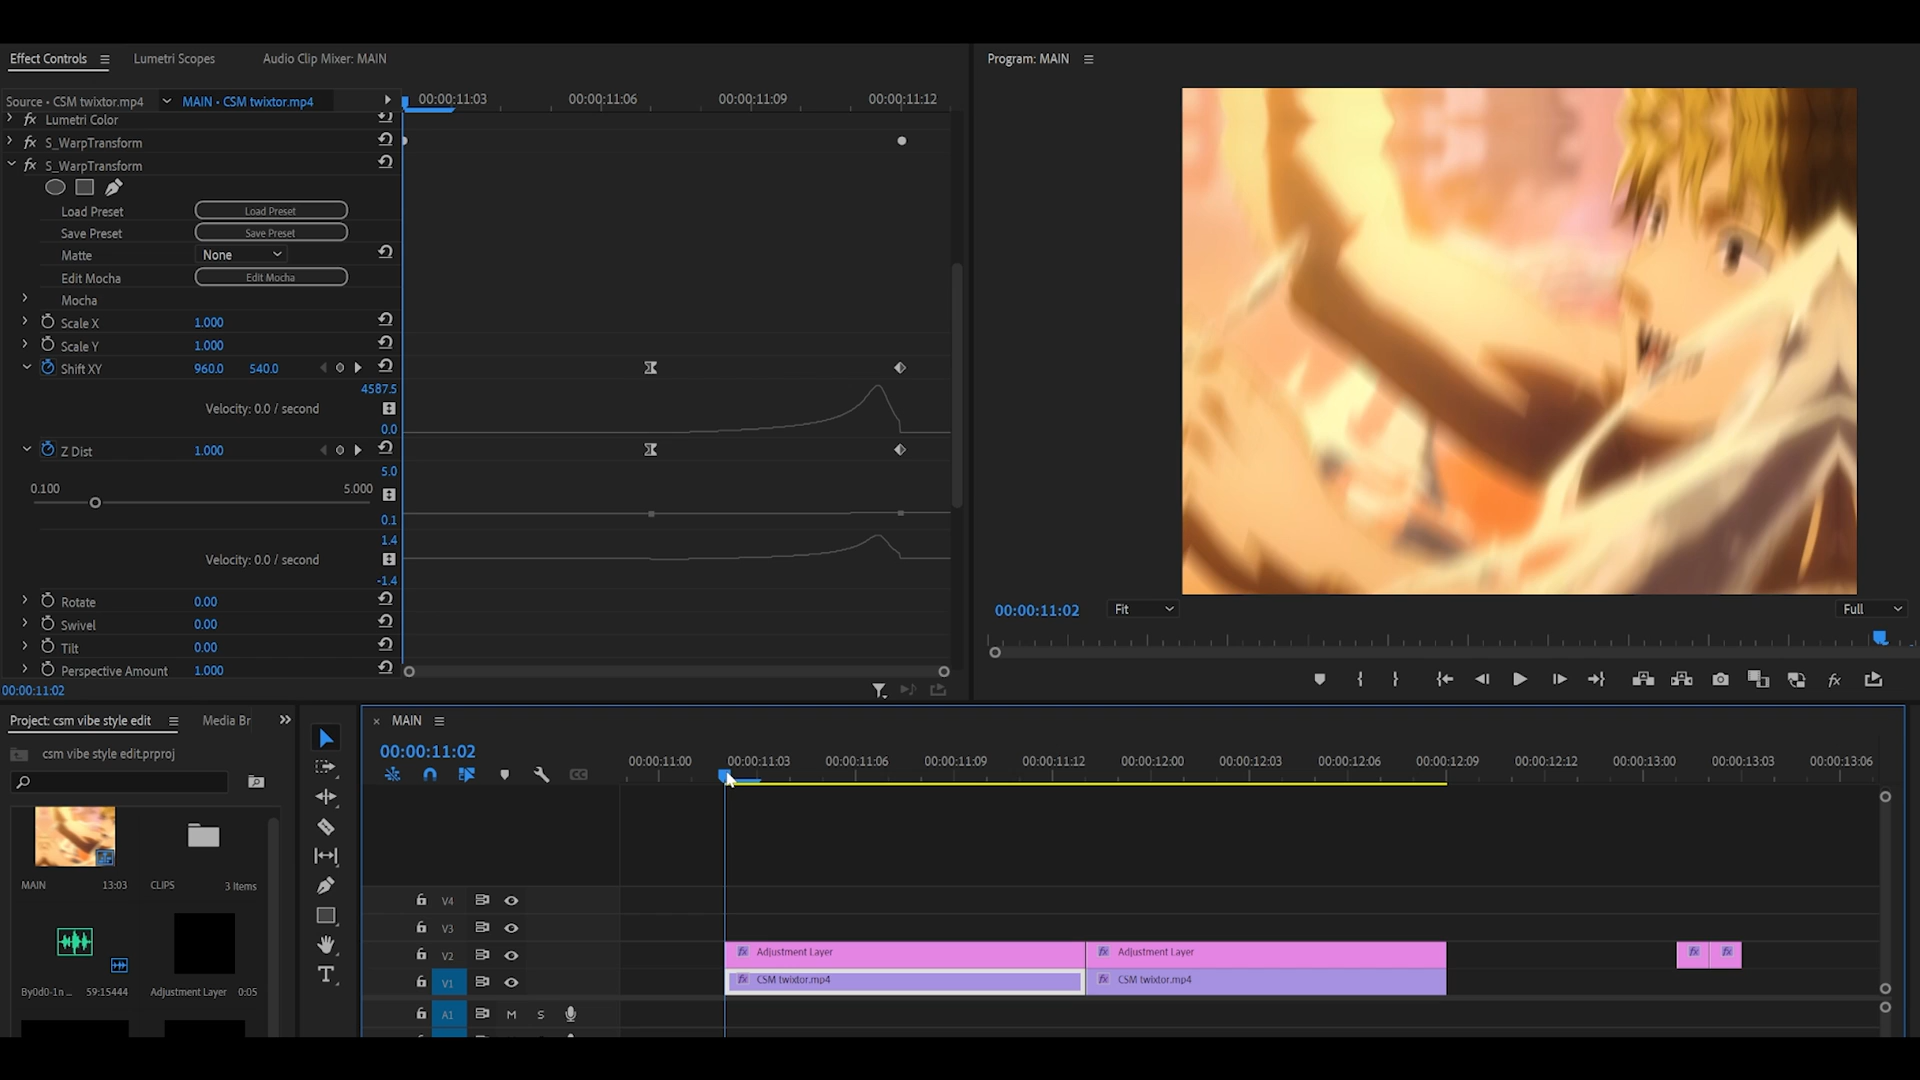 Effect Controls
Lumetri Scopes
Audio Clip Mixer: MAIN
Program: MAIN
Source • CSM twixtor.mp4
MAIN • CSM twixtor.mp4
00:00:11:03
00:00:11:06
00:00:11:09
00:00:11:12
fx Lumetri Color
fx S_WarpTransform
fx S_WarpTransform
Load Preset
Load Preset
Save Preset
Save Preset
Matte
None
Edit Mocha
Edit Mocha
Mocha
Scale X
1.000
Scale Y
1.000
Shift XY
960.0
540.0
4587.5
Velocity: 0.0 / second
0.0
Z Dist
1.000
5.0
0.100
5.000
0.1
1.4
Velocity: 0.0 / second
-1.4
Rotate
0.00
Swivel
0.00
Tilt
0.00
Perspective Amount
1.000
00:00:11:02
00:00:11:02
Fit
Full
fx
Project: csm vibe style edit
Media Br
csm vibe style edit.prproj
MAIN
13:03
CLIPS
3 Items
By0d0-1n ...
59:15444
Adjustment Layer
0:05
T
× MAIN
00:00:11:02
CC
00:00:11:00
00:00:11:03
00:00:11:06
00:00:11:09
00:00:11:12
00:00:12:00
00:00:12:03
00:00:12:06
00:00:12:09
00:00:12:12
00:00:13:00
00:00:13:03
00:00:13:06
V4
V3
V2
fx Adjustment Layer
fx Adjustment Layer
fx
fx
V1
fx CSM twixtor.mp4
fx CSM twixtor.mp4
A1
M
S